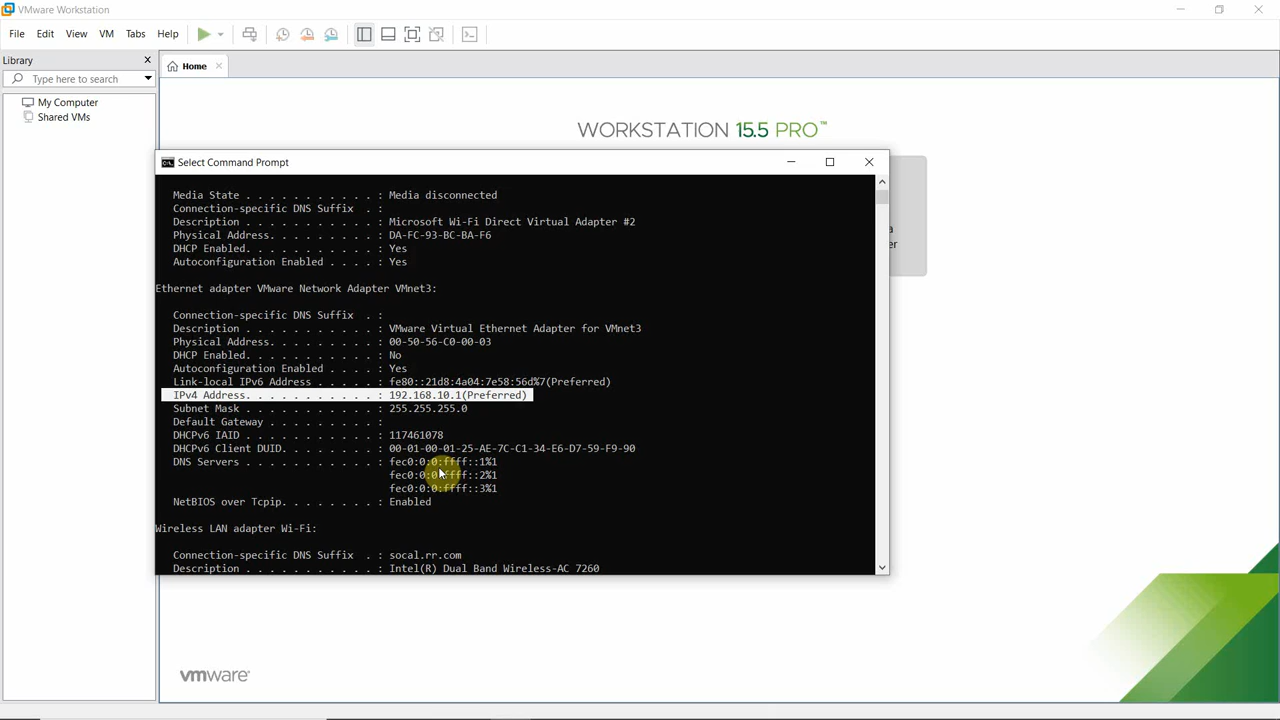 VMware Workstation
File Edit View VM Tabs Help
Library
Type here to search
My Computer
Shared VMs
Home
WORKSTATION 15.5 PRO™
Select Command Prompt
Media State . . . . . . . . . . . : Media disconnected
Connection-specific DNS Suffix . :
Description . . . . . . . . . . . : Microsoft Wi-Fi Direct Virtual Adapter #2
Physical Address. . . . . . . . . : DA-FC-93-BC-BA-F6
DHCP Enabled. . . . . . . . . . . : Yes
Autoconfiguration Enabled . . . . : Yes
Ethernet adapter VMware Network Adapter VMnet3:
Connection-specific DNS Suffix . :
Description . . . . . . . . . . . : VMware Virtual Ethernet Adapter for VMnet3
Physical Address. . . . . . . . . : 00-50-56-C0-00-03
DHCP Enabled. . . . . . . . . . . : No
Autoconfiguration Enabled . . . . : Yes
Link-local IPv6 Address . . . . . : fe80::21d8:4a04:7e58:56d%7(Preferred)
IPv4 Address. . . . . . . . . . . : 192.168.10.1(Preferred)
Subnet Mask . . . . . . . . . . . : 255.255.255.0
Default Gateway . . . . . . . . . :
DHCPv6 IAID . . . . . . . . . . . : 117461078
DHCPv6 Client DUID. . . . . . . . : 00-01-00-01-25-AE-7C-C1-34-E6-D7-59-F9-90
DNS Servers . . . . . . . . . . . : fec0:0:0:ffff::1%1
fec0:0:0:ffff::2%1
fec0:0:0:ffff::3%1
NetBIOS over Tcpip. . . . . . . . : Enabled
Wireless LAN adapter Wi-Fi:
Connection-specific DNS Suffix . : socal.rr.com
Description . . . . . . . . . . . : Intel(R) Dual Band Wireless-AC 7260
a
er
vmware